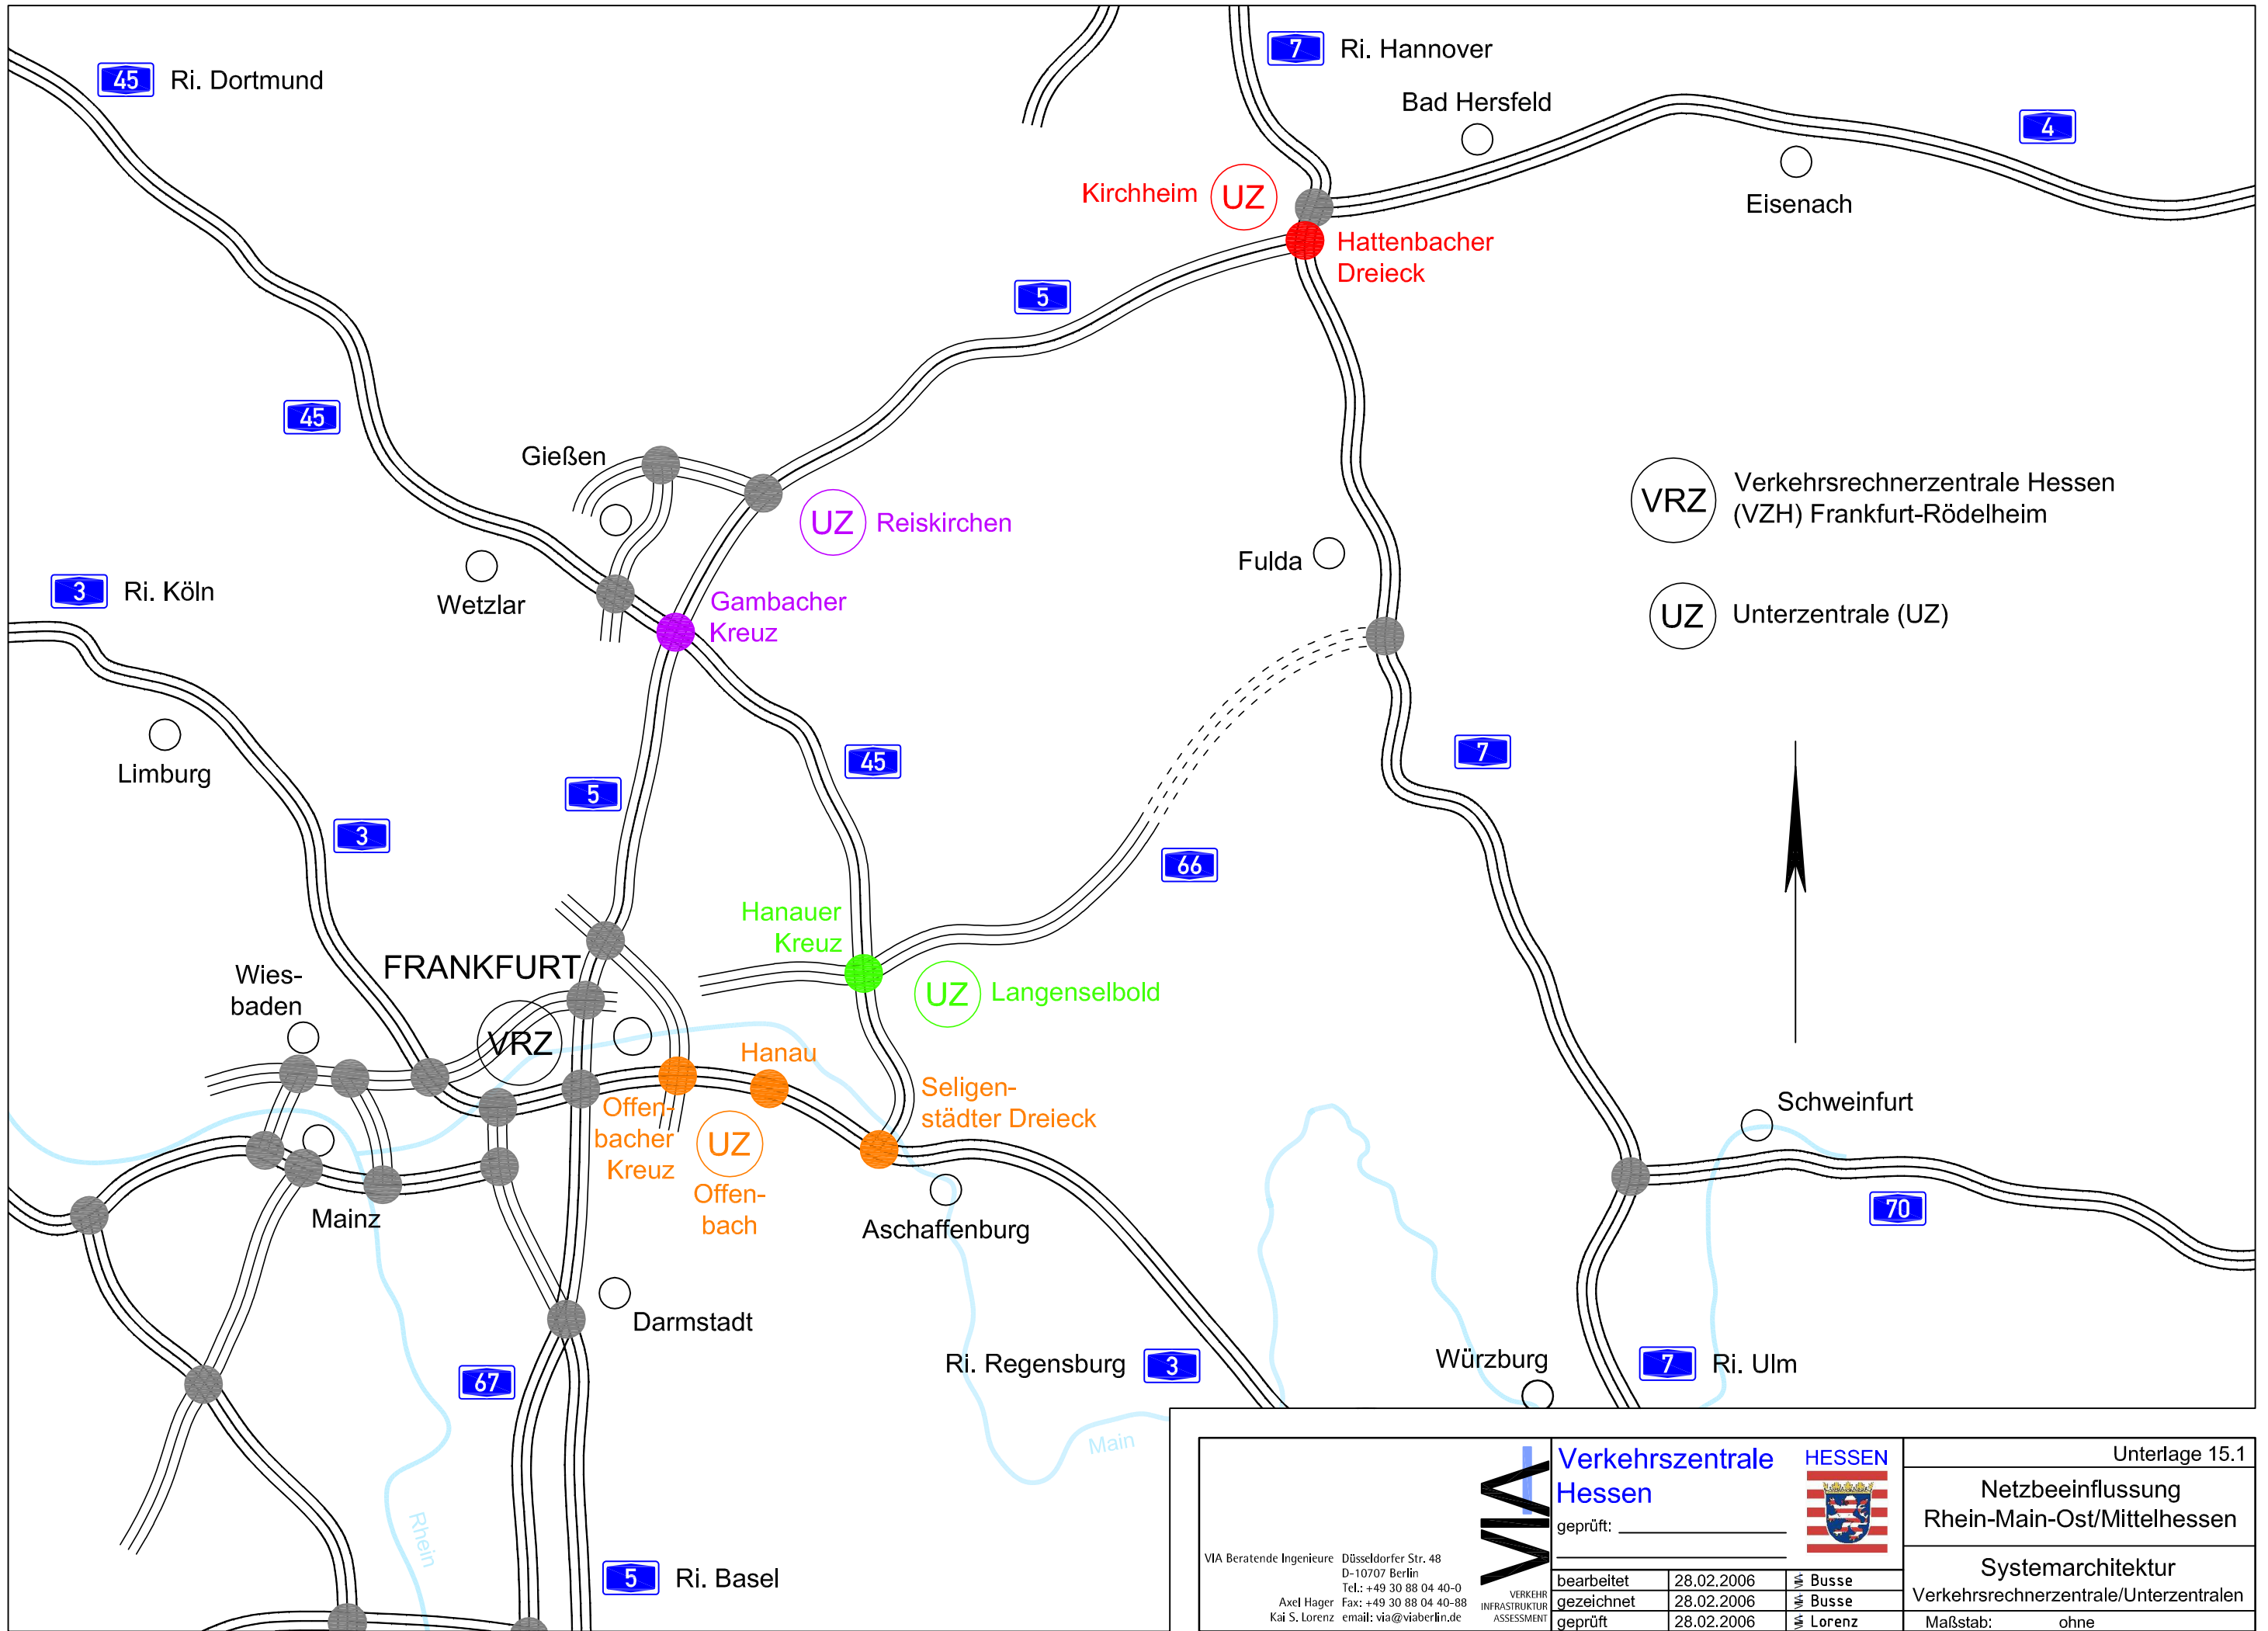 45 Ri. Dortmund
7 Ri. Hannover
Bad Hersfeld
4
Kirchheim UZ
Eisenach
Hattenbacher
Dreieck
5
45
Gießen
UZ Reiskirchen
VRZ
Verkehrsrechnerzentrale Hessen
(VZH) Frankfurt-Rödelheim
Fulda
3 Ri. Köln
Wetzlar
Gambacher
Kreuz
UZ Unterzentrale (UZ)
Limburg
45
7
5
3
66
Hanauer
Kreuz
FRANKFURT
Wies-
baden
UZ Langenselbold
VRZ
Hanau
Seligen-
städter Dreieck
Offen-
bacher
Kreuz
UZ
Offen-
bach
Schweinfurt
Mainz
Aschaffenburg
70
Darmstadt
67
Ri. Regensburg 3
Würzburg
7 Ri. Ulm
Main
Rhein
5 Ri. Basel
VIA Beratende Ingenieure
Düsseldorfer Str. 48
D-10707 Berlin
Tel.: +49 30 88 04 40-0
Axel Hager Fax: +49 30 88 04 40-88
Kai S. Lorenz email: via@viaberlin.de
VIA
VERKEHR
INFRASTRUKTUR
ASSESSMENT
Verkehrszentrale
Hessen
HESSEN
geprüft:
bearbeitet 28.02.2006 Busse
gezeichnet 28.02.2006 Busse
geprüft 28.02.2006 Lorenz
Unterlage 15.1
Netzbeeinflussung
Rhein-Main-Ost/Mittelhessen
Systemarchitektur
Verkehrsrechnerzentrale/Unterzentralen
Maßstab: ohne